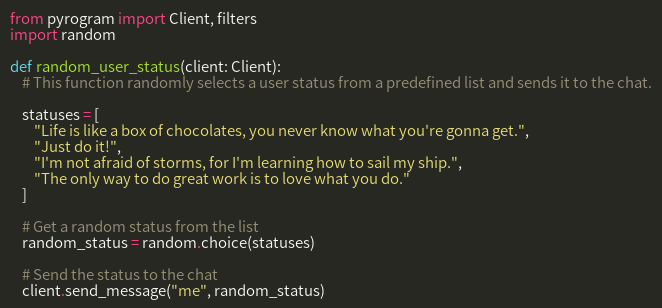 from pyrogram import Client, filters
import random

def random_user_status(client: Client):
    # This function randomly selects a user status from a predefined list and sends it to the chat.

    statuses = [
        "Life is like a box of chocolates, you never know what you're gonna get.",
        "Just do it!",
        "I'm not afraid of storms, for I'm learning how to sail my ship.",
        "The only way to do great work is to love what you do."
    ]

    # Get a random status from the list
    random_status = random.choice(statuses)

    # Send the status to the chat
    client.send_message("me", random_status)